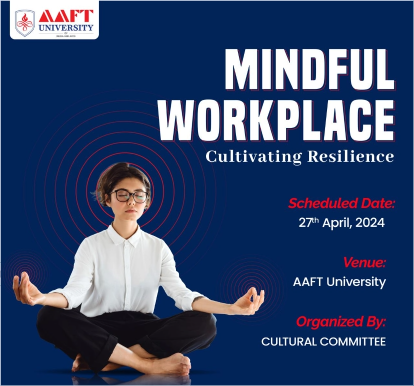 AAFT
UNIVERSITY
MINDFUL
WORKPLACE
Cultivating Resilience
Scheduled Date:
27th April, 2024
Venue:
AAFT University
Organized By:
CULTURAL COMMITTEE